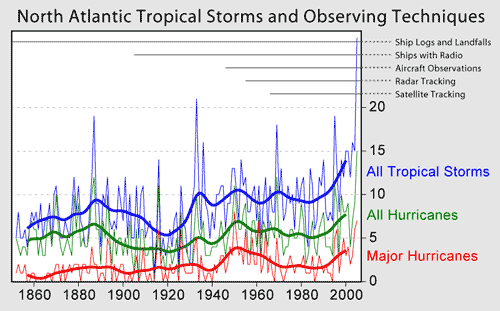 North Atlantic Tropical Storms and Observing Techniques
Ship Logs and Landfalls
Ships with Radio
Aircraft Observations
Radar Tracking
Satellite Tracking
20
15
10
5
0
All Tropical Storms
All Hurricanes
Major Hurricanes
1860 1880 1900 1920 1940 1960 1980 2000